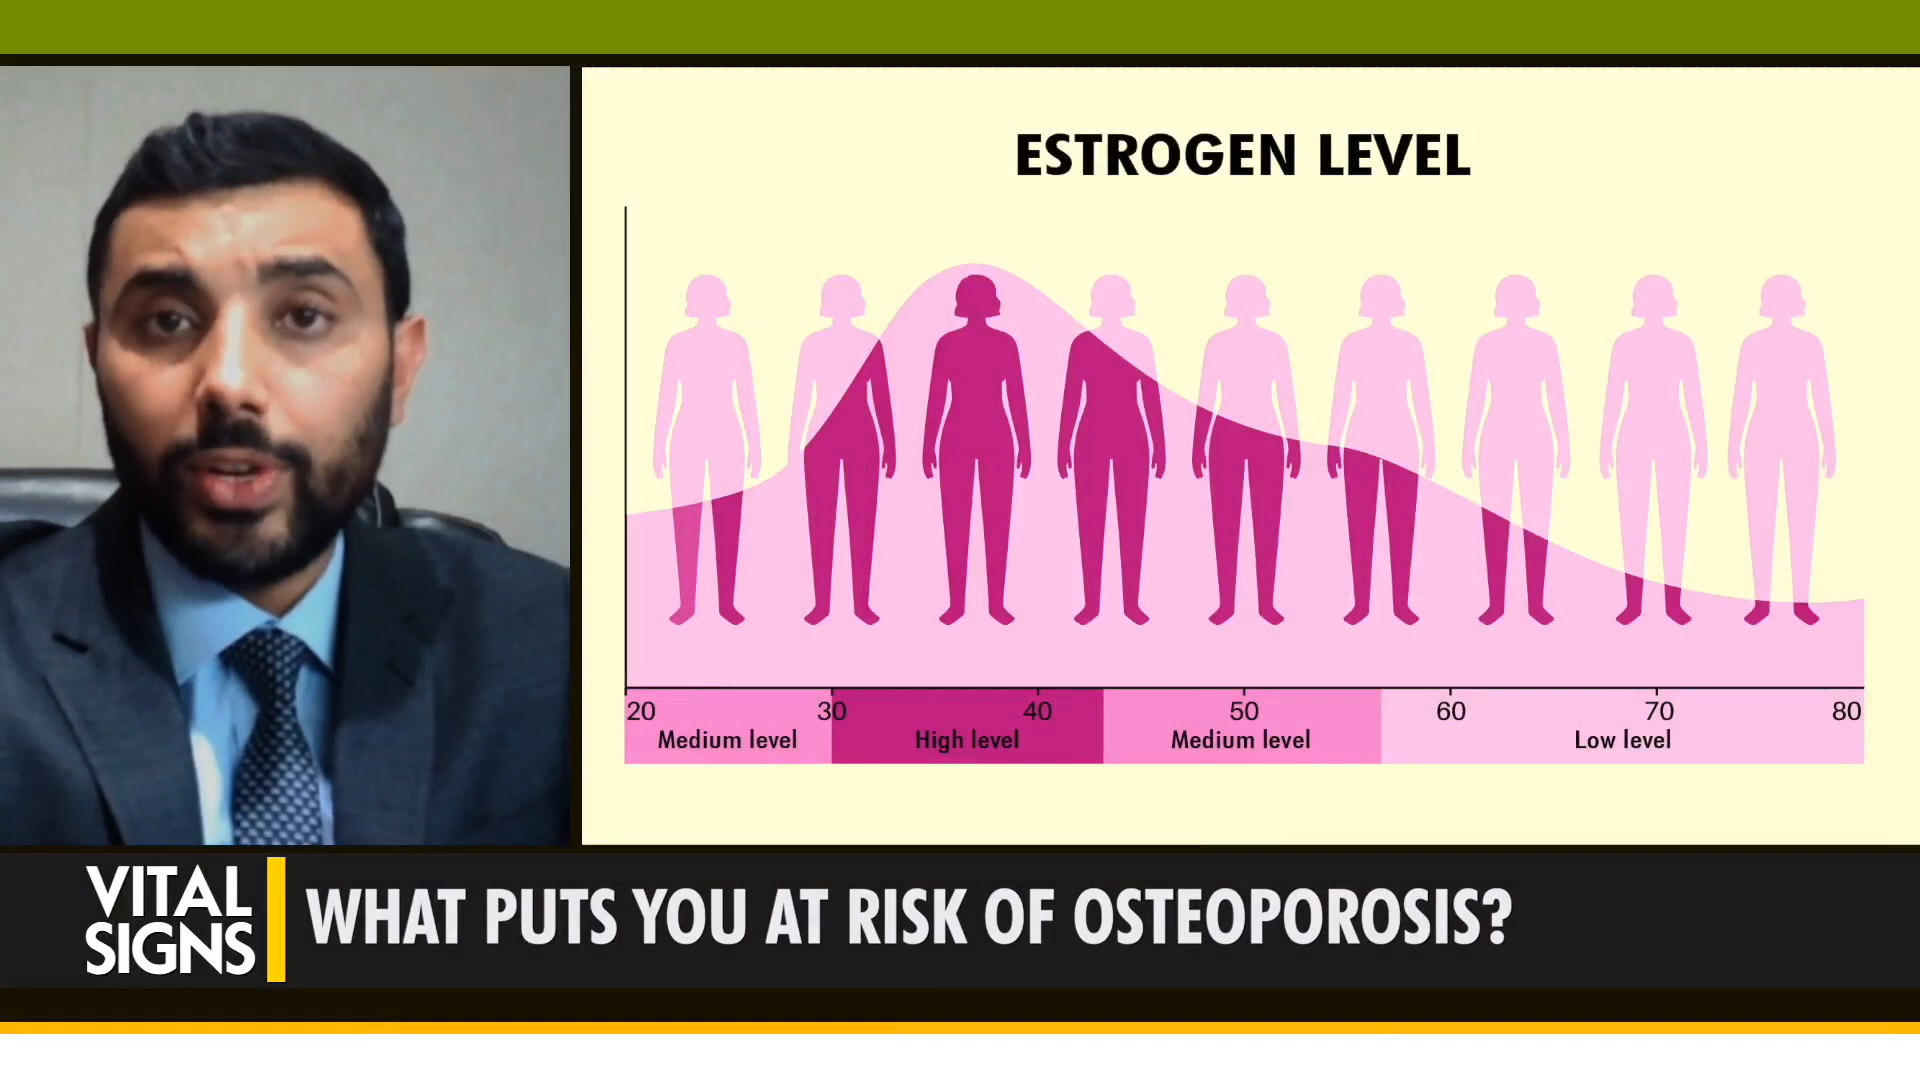 ESTROGEN LEVEL
20 30 40 50 60 70 80
Medium level High level Medium level Low level
VITAL
SIGNS
WHAT PUTS YOU AT RISK OF OSTEOPOROSIS?